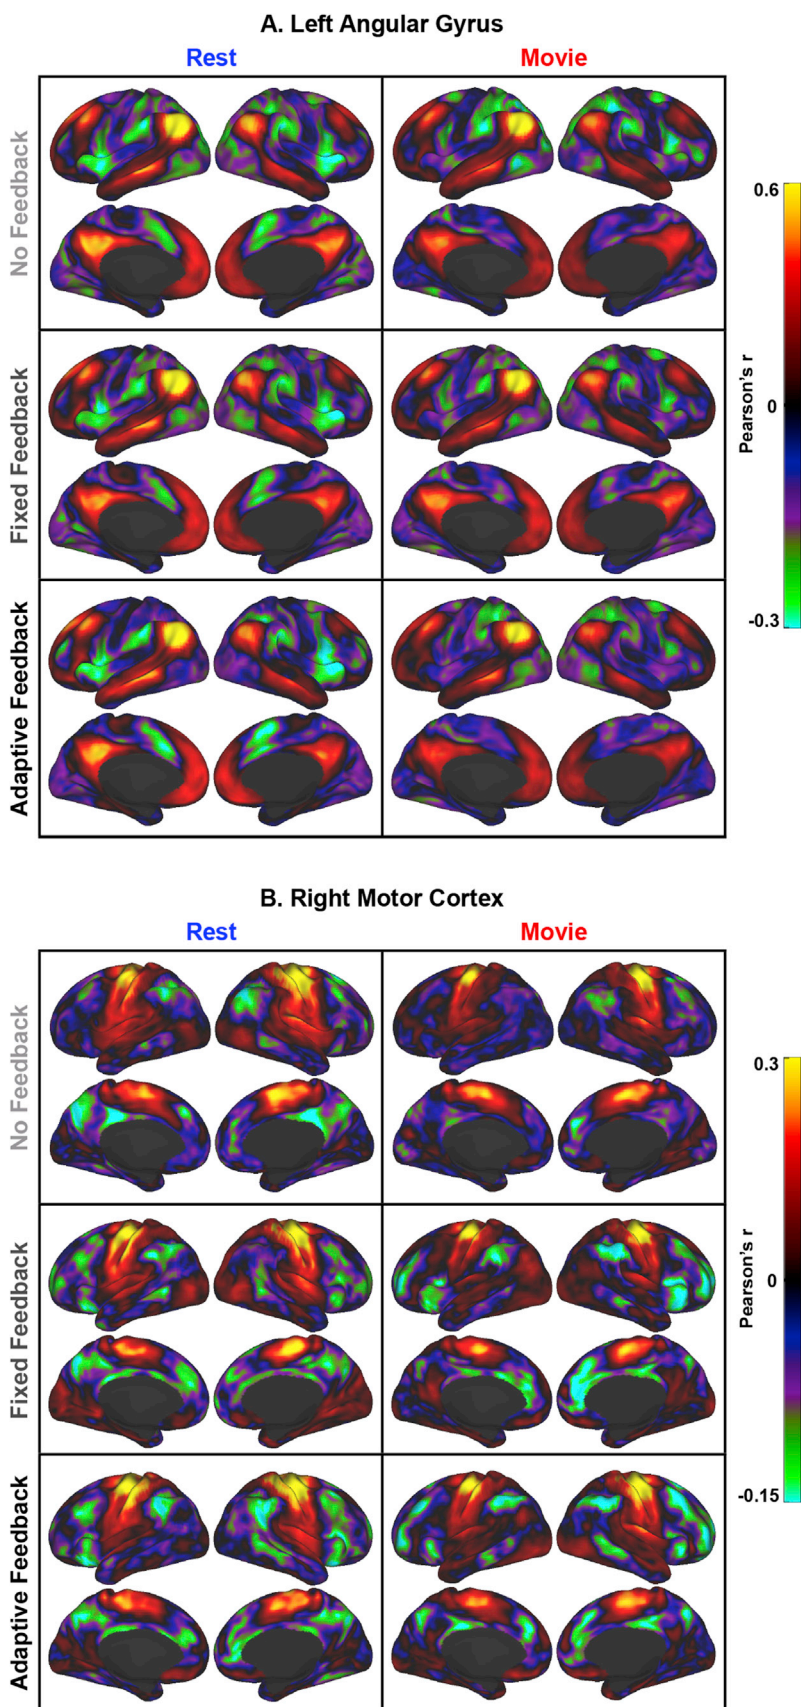 A. Left Angular Gyrus
Rest
Movie
No Feedback
Fixed Feedback
Adaptive Feedback
0.6
0
-0.3
Pearson's r
B. Right Motor Cortex
Rest
Movie
No Feedback
Fixed Feedback
Adaptive Feedback
0.3
0
-0.15
Pearson's r